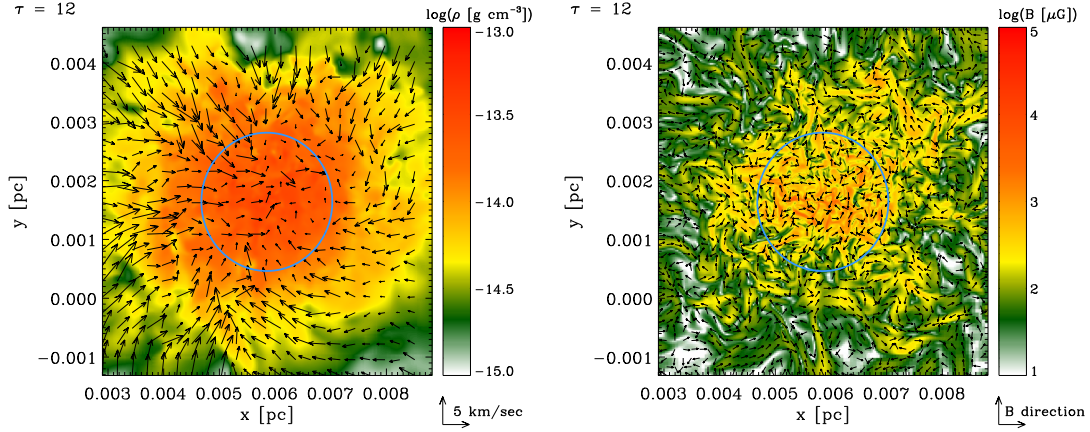 τ = 12
log(ρ [g cm⁻³])
-13.0
-13.5
-14.0
-14.5
-15.0
0.004
0.003
0.002
0.001
0.000
-0.001
y [pc]
0.003 0.004 0.005 0.006 0.007 0.008
x [pc]
5 km/sec
τ = 12
log(B [μG])
5
4
3
2
1
0.004
0.003
0.002
0.001
0.000
-0.001
y [pc]
0.003 0.004 0.005 0.006 0.007 0.008
x [pc]
B direction